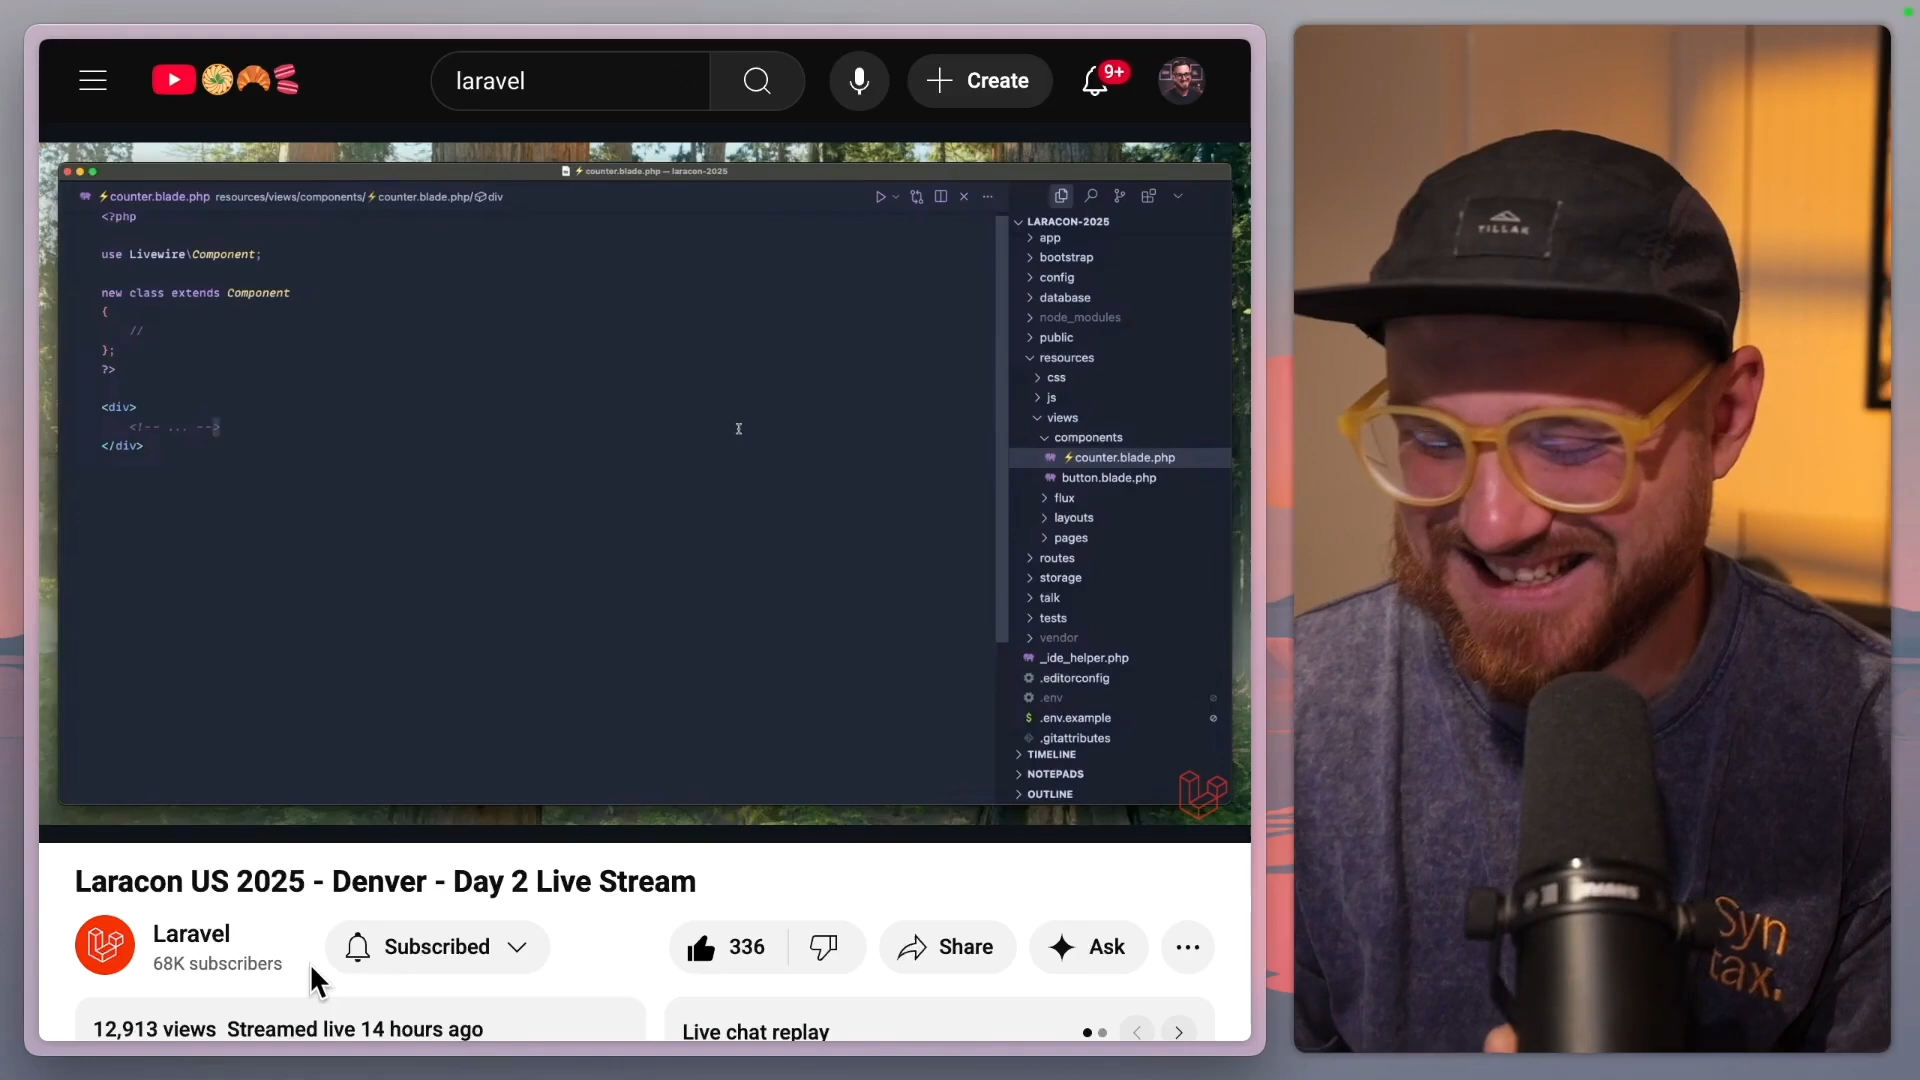 laravel
Create
9+
⚡counter.blade.php — laracon-2025
⚡counter.blade.php resources/views/components/⚡counter.blade.php/div
<?php
use Livewire\Component;
new class extends Component
{
//
};
?>
<div>
<!-- ... -->
</div>
LARACON-2025
app
bootstrap
config
database
node_modules
public
resources
css
js
views
components
⚡counter.blade.php
button.blade.php
flux
layouts
pages
routes
storage
talk
tests
vendor
_ide_helper.php
.editorconfig
.env
$ .env.example
.gitattributes
TIMELINE
NOTEPADS
OUTLINE
Laracon US 2025 - Denver - Day 2 Live Stream
Laravel
68K subscribers
Subscribed
336
Share
Ask
12,913 views Streamed live 14 hours ago
Live chat replay
TILLAK
Syn
tax.